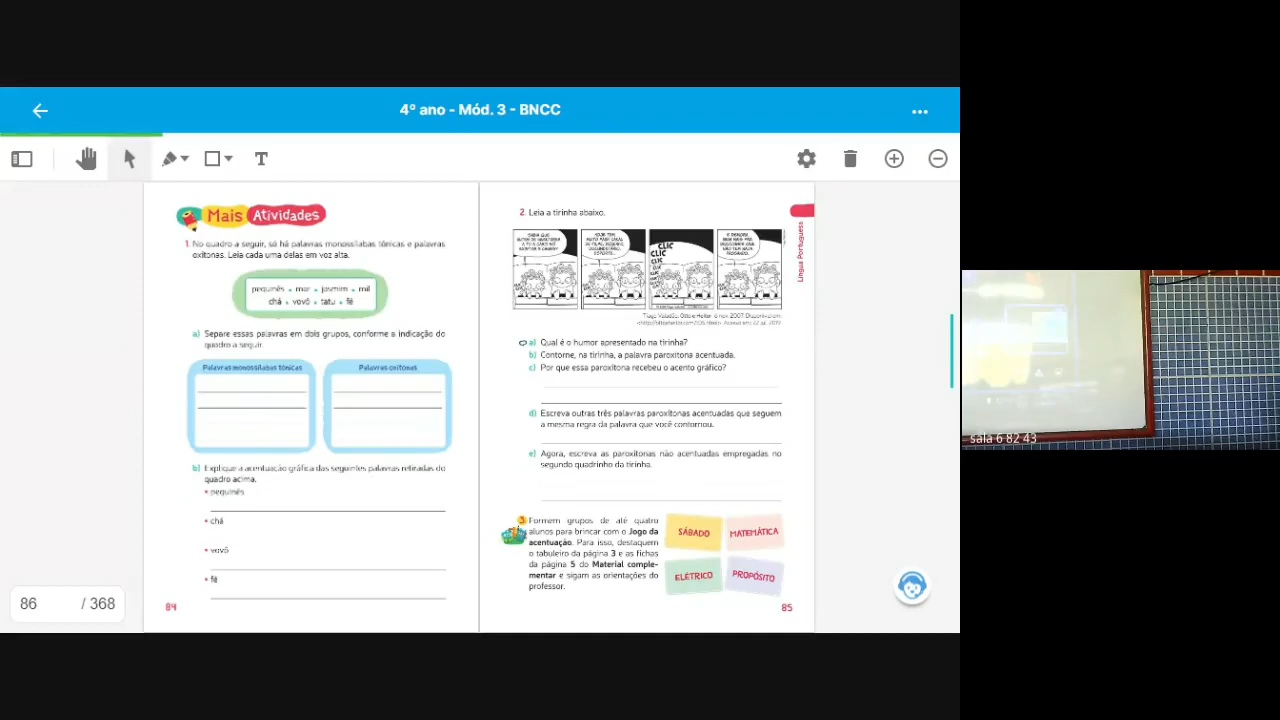 4º ano - Mód. 3 - BNCC
T
Mais Atividades
1. No quadro a seguir, só há palavras monossílabas tônicas e palavras
oxítonas. Leia cada uma delas em voz alta.
pequinês • mar • jasmim • mil
chá • vovó • tatu • fé
a) Separe essas palavras em dois grupos, conforme a indicação do
quadro a seguir.
Palavras monossílabas tônicas
Palavras oxítonas
b) Explique a acentuação gráfica das seguintes palavras retiradas do
quadro acima.
• pequinês
• chá
• vovó
• fé
84
2. Leia a tirinha abaixo.
CLIC
CLIC
CLIC
Língua Portuguesa
a) Qual é o humor apresentado na tirinha?
b) Contorne, na tirinha, a palavra paroxítona acentuada.
c) Por que essa paroxítona recebeu o acento gráfico?
d) Escreva outras três palavras paroxítonas acentuadas que seguem
a mesma regra da palavra que você contornou.
e) Agora, escreva as paroxítonas não acentuadas empregadas no
segundo quadrinho da tirinha.
3 Formem grupos de até quatro
alunos para brincar com o Jogo da
acentuação. Para isso, destaquem
o tabuleiro da página 3 e as fichas
da página 5 do Material comple-
mentar e sigam as orientações do
professor.
SÁBADO
MATEMÁTICA
ELÉTRICO
PROPÓSITO
85
86 / 368
sala 6 82 43